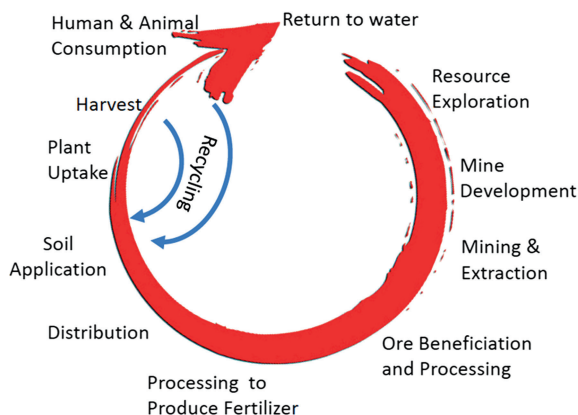 Return to water
Resource
Exploration
Mine
Development
Mining &
Extraction
Ore Beneficiation
and Processing
Processing to
Produce Fertilizer
Distribution
Soil
Application
Plant
Uptake
Harvest
Human & Animal
Consumption
Recycling